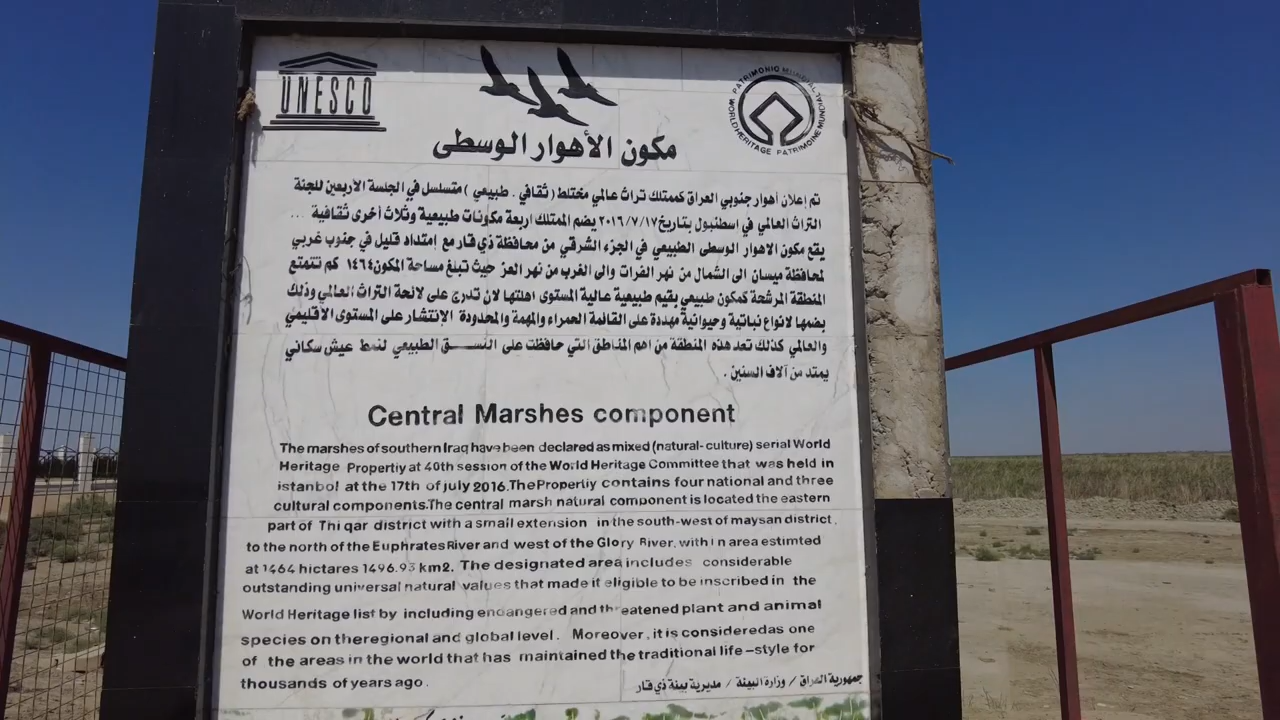 UNESCO
PATRIMONIO MUNDIAL
WORLD HERITAGE
PATRIMOINE MONDIAL
مكون الأهوار الوسطى
تم إعلان أهوار جنوبي العراق كممتلك تراث عالمي مختلط ( ثقافي . طبيعي ) متسلسل في الجلسة الأربعين للجنة
التراث العالمي في اسطنبول بتاريخ ٢٠١٦/٧/١٧ يضم الممتلك اربعة مكونات طبيعية وثلاث أخرى ثقافية ...
يقع مكون الاهوار الوسطى الطبيعي في الجزء الشرقي من محافظة ذي قار مع إمتداد قليل في جنوب غربي
لمحافظة ميسان الى الشمال من نهر الفرات والى الغرب من نهر العز حيث تبلغ مساحة المكون ١٤٦٤ كم تتمتع
المنطقة المرشحة كمكون طبيعي بقيم طبيعية عالية المستوى اهلتها لان تدرج على لائحة التراث العالمي وذلك
بضمها لانواع نباتية وحيوانية مهددة على القائمة الحمراء والمهمة والمحدودة الإنتشار على المستوى الاقليمي
والعالمي كذلك تعد هذه المنطقة من اهم المناطق التي حافظت على النســـق الطبيعي لنمط عيش سكاني
يمتد من آلاف السنين .
Central Marshes component
The marshes of southern Iraq have been declared as mixed (natural- culture) serial World
Heritage Propertiy at 40th session of the World Heritage Committee that was held in
istanbol at the 17th of july 2016.The Propertiy contains four national and three
cultural components.The central marsh natural component is located the eastern
part of Thi qar district with a small extension in the south-west of maysan district,
to the north of the Euphrates River and west of the Glory River, with in area estimted
at 1464 hictares 1496.93 km2. The designated area includes considerable
outstanding universal natural values that made it eligible to be inscribed in the
World Heritage list by including endangered and threatened plant and animal
species on theregional and global level. Moreover, it is consideredas one
of the areas in the world that has maintained the traditional life -style for
thousands of years ago.
جمهورية العراق / وزارة البيئة / مديرية بيئة ذي قار